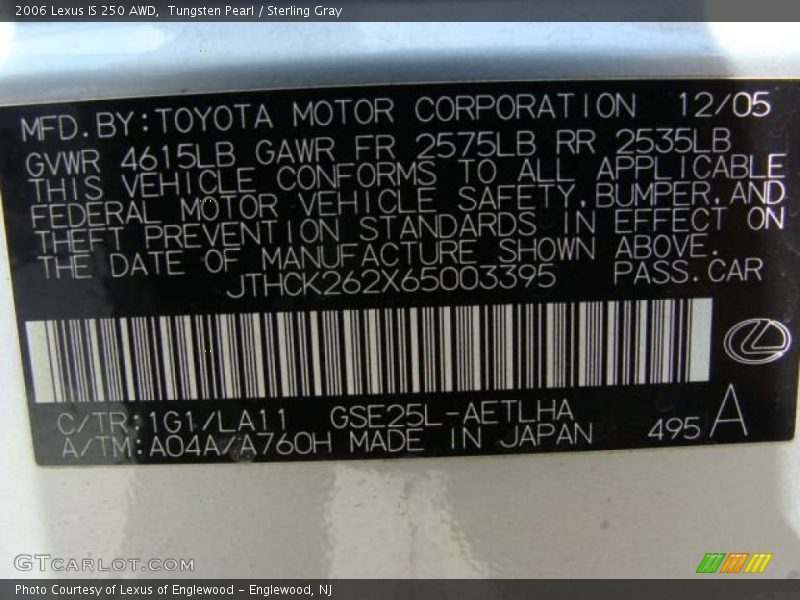 2006 Lexus IS 250 AWD,  Tungsten Pearl / Sterling Gray
MFD.BY:TOYOTA MOTOR CORPORATION 12/05
GVWR 4615LB GAWR FR 2575LB RR 2535LB
THIS VEHICLE CONFORMS TO ALL APPLICABLE
FEDERAL MOTOR VEHICLE SAFETY,BUMPER,AND
THEFT PREVENTION STANDARDS IN EFFECT ON
THE DATE OF MANUFACTURE SHOWN ABOVE.
JTHCK262X65003395 PASS.CAR
C/TR:1G1/LA11 GSE25L-AETLHA
A/TM:A04A/A760H MADE IN JAPAN 495 A
GTCARLOT.COM
Photo Courtesy of Lexus of Englewood - Englewood, NJ